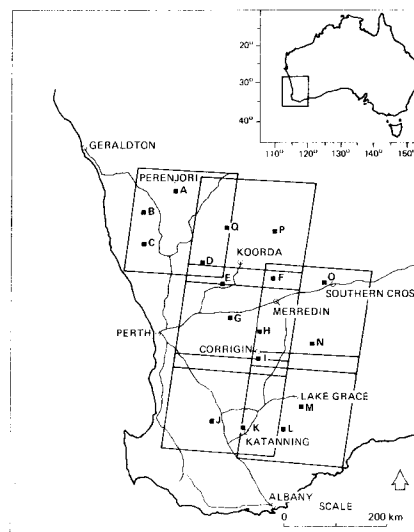 20°
30°
40°
110° 120° 130° 140° 150°
GERALDTON
PERENJORI
A
B
C
Q
P
KOORDA
D
E
F
O
SOUTHERN CROS
MERREDIN
G
PERTH
H
N
CORRIGIN
I
LAKE GRACE
M
J
K
L
KATANNING
ALBANY
SCALE
0 200 km